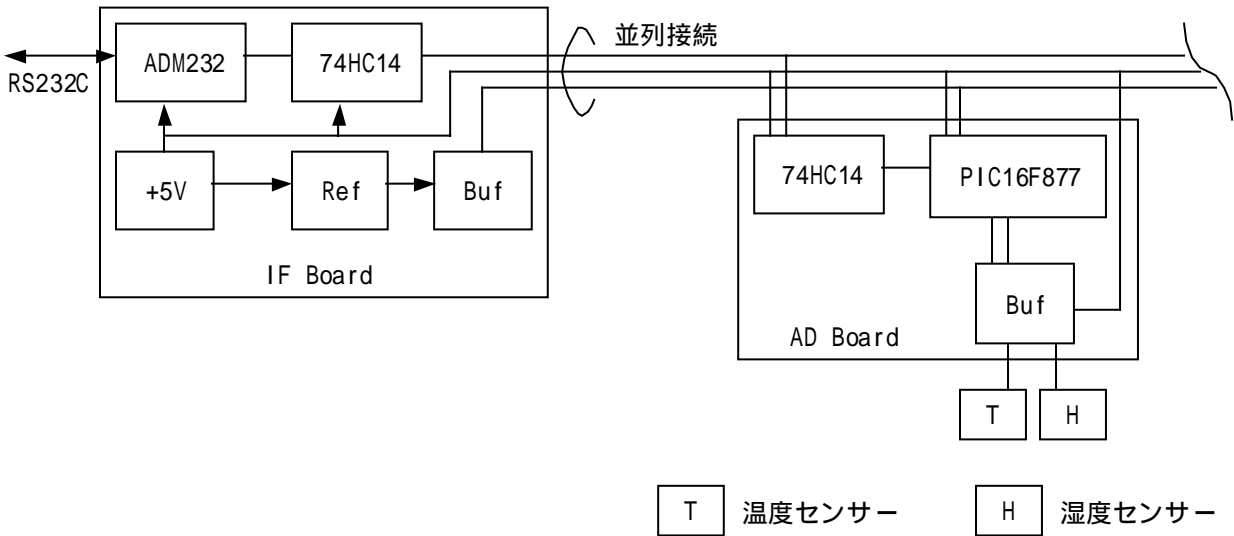 並列接続
ADM232
74HC14
RS232C
+5V
Ref
Buf
IF Board
74HC14
PIC16F877
Buf
AD Board
T
H
T 温度センサー
H 湿度センサー